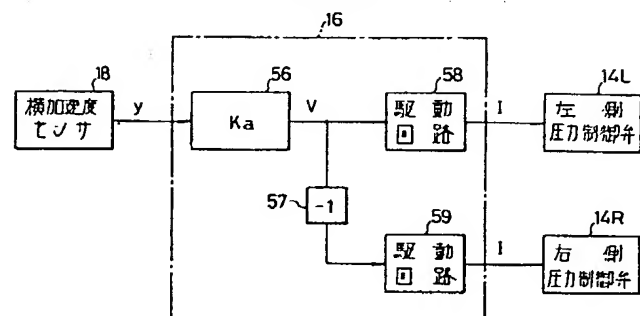 16
18
横加速度
センサ
y
56
Ka
V
58
駆動
回路
I
14L
左側
圧力制御弁
57
-1
59
駆動
回路
I
14R
右側
圧力制御弁